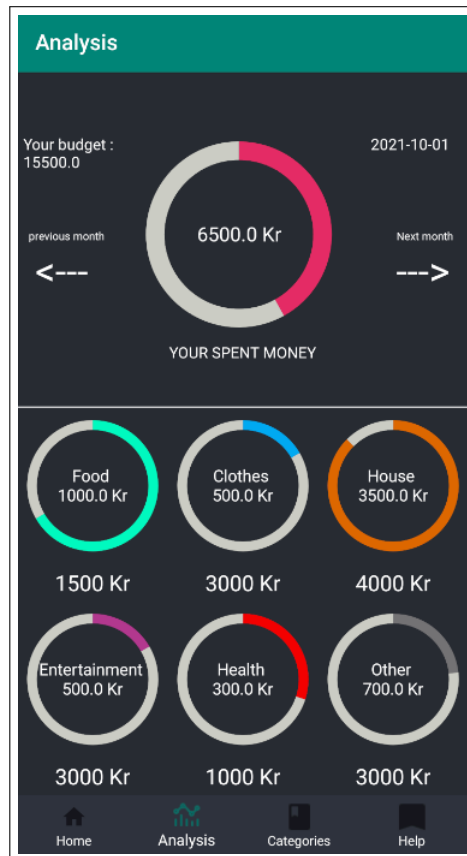 Analysis
Your budget :
15500.0
2021-10-01
6500.0 Kr
previous month
<---
Next month
--->
YOUR SPENT MONEY
Food
1000.0 Kr
Clothes
500.0 Kr
House
3500.0 Kr
1500 Kr
3000 Kr
4000 Kr
Entertainment
500.0 Kr
Health
300.0 Kr
Other
700.0 Kr
3000 Kr
1000 Kr
3000 Kr
Home
Analysis
Categories
Help